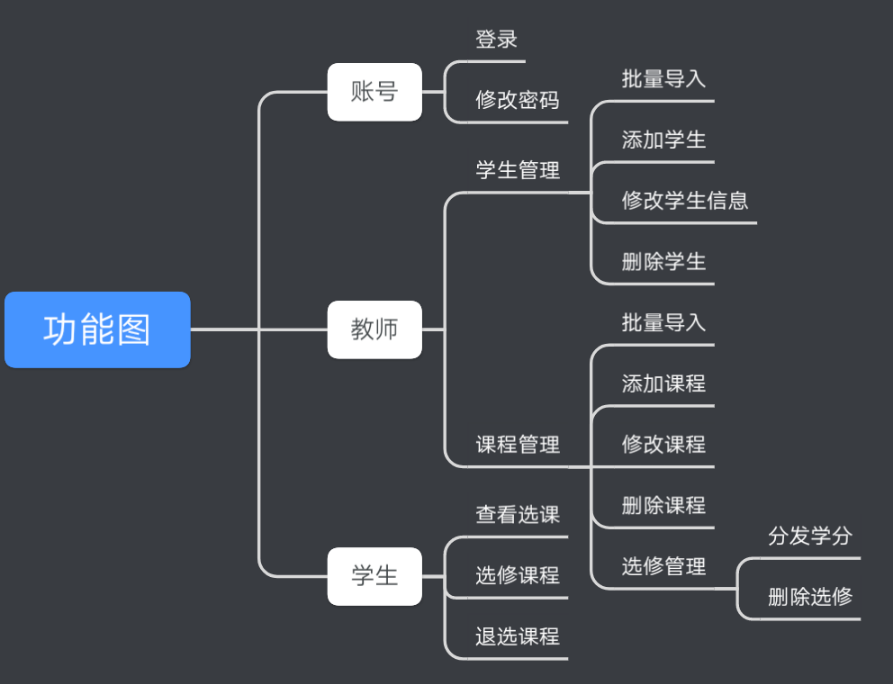 功能图
账号
登录
修改密码
教师
学生管理
批量导入
添加学生
修改学生信息
删除学生
课程管理
批量导入
添加课程
修改课程
删除课程
选修管理
分发学分
删除选修
学生
查看选课
选修课程
退选课程